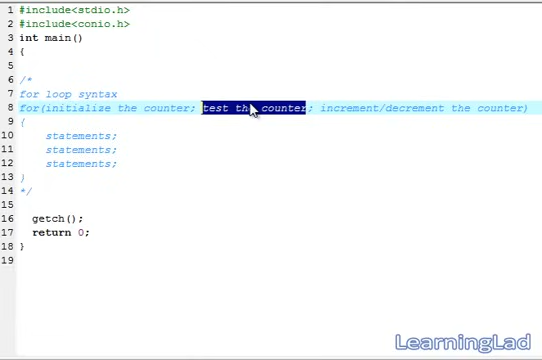 1 #include<stdio.h>
2 #include<conio.h>
3 int main()
4 {
5
6 /*
7 for loop syntax
8 for(initialise the counter; test the counter; increment/decrement the counter)
9 {
10 statements;
11 statements;
12 statements;
13 }
14 */
15
16 getch();
17 return 0;
18 }
19
LearningLad